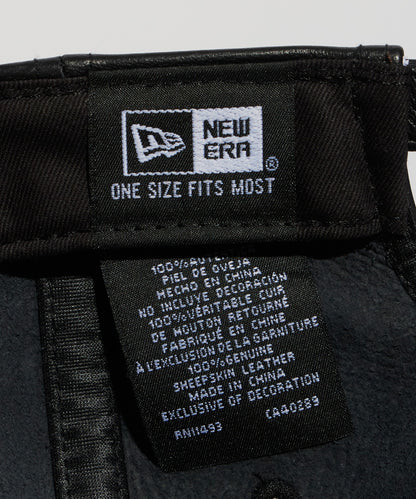 NEW
ERA
®
ONE SIZE FITS MOST
PIEL DE OVEJA
HECHO EN CHINA
NO INCLUYE DECORACIÓN
100% VÉRITABLE CUIR
DE MOUTON RETOURNÉ
FABRIQUÉ EN CHINE
À L'EXCLUSION DE LA GARNITURE
100% GENUINE
SHEEPSKIN LEATHER
MADE IN CHINA
EXCLUSIVE OF DECORATION
RN11493 CA40289